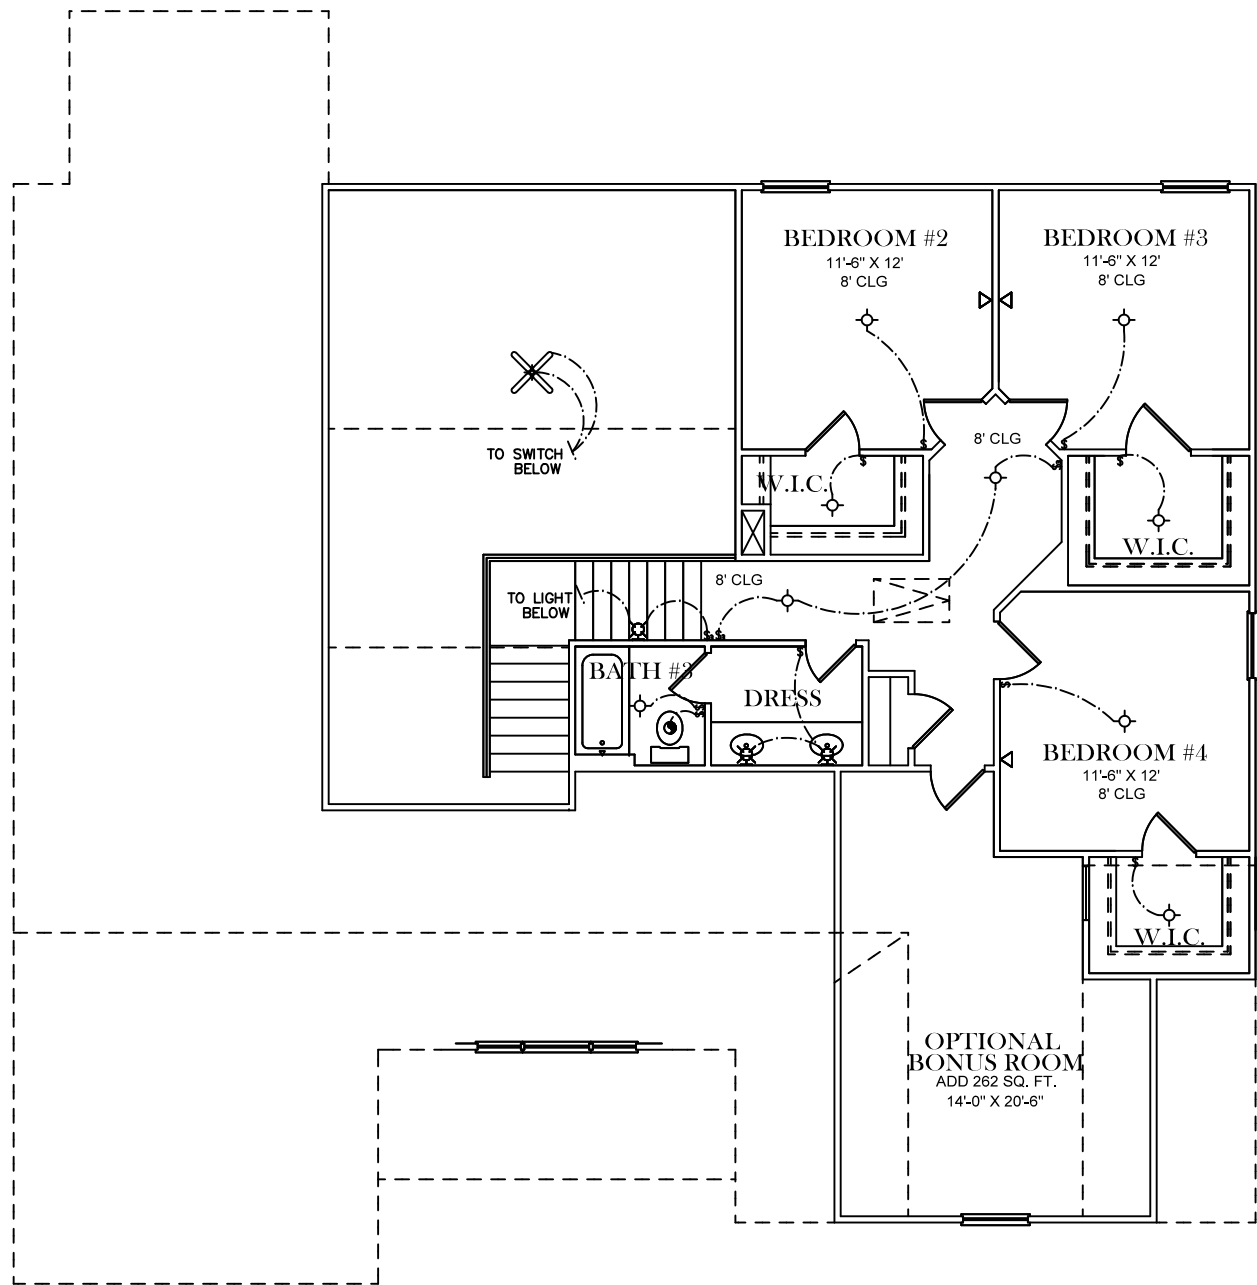 BEDROOM #2
11'-6" X 12'
8' CLG
BEDROOM #3
11'-6" X 12'
8' CLG
8' CLG
TO SWITCH
BELOW
W.I.C.
W.I.C.
8' CLG
TO LIGHT
BELOW
BATH #3
DRESS
BEDROOM #4
11'-6" X 12'
8' CLG
W.I.C.
OPTIONAL
BONUS ROOM
ADD 262 SQ. FT.
14'-0" X 20'-6"